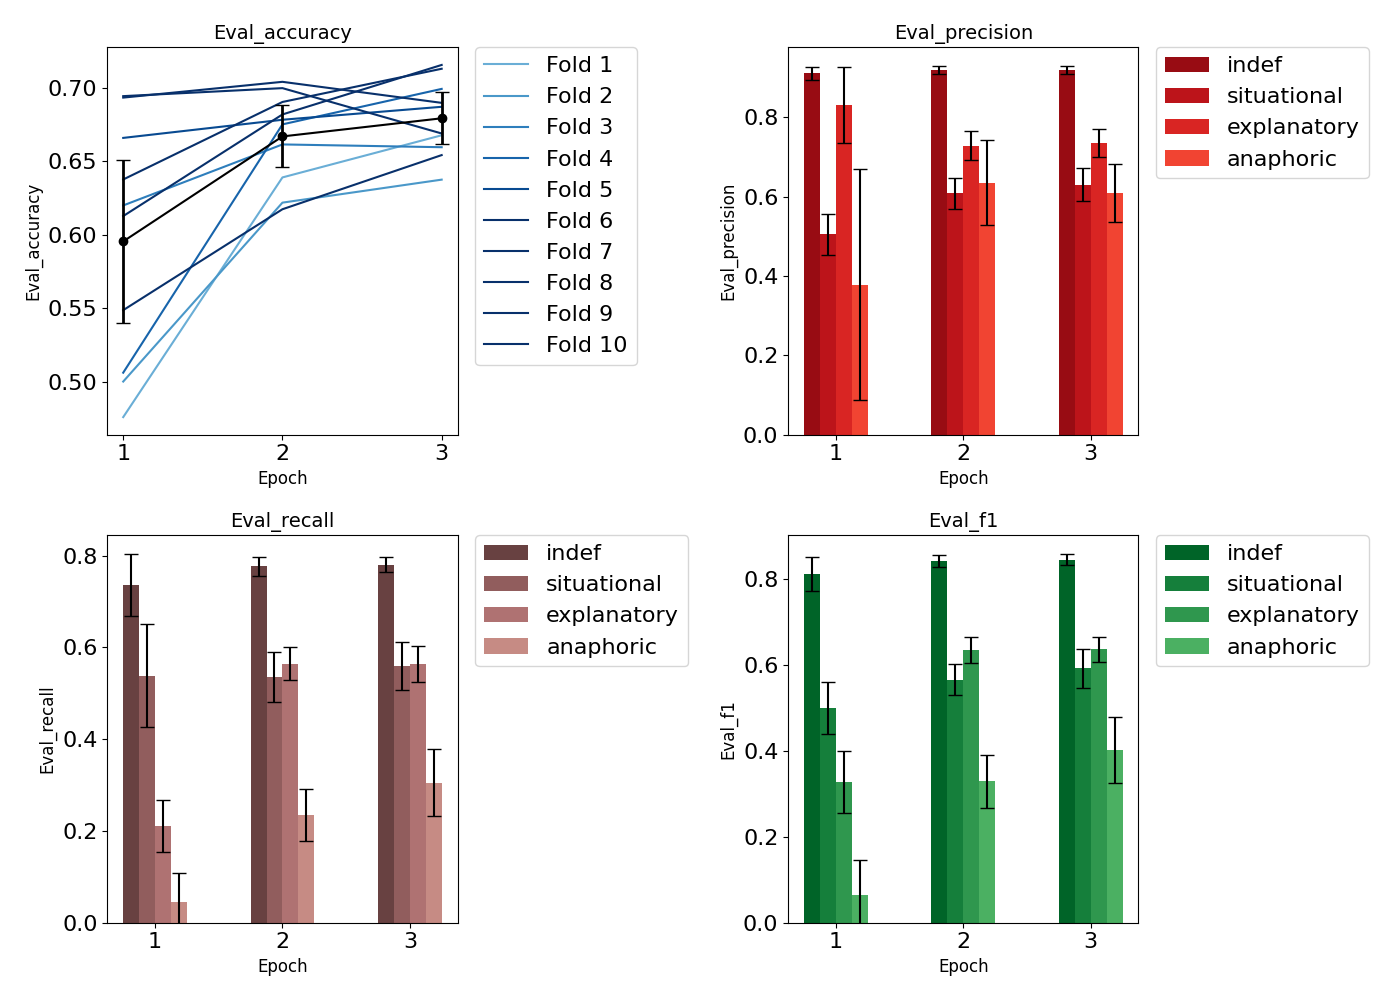 Eval_accuracy
Eval_accuracy
0.70
0.65
0.60
0.55
0.50
1
2
3
Epoch
Fold 1
Fold 2
Fold 3
Fold 4
Fold 5
Fold 6
Fold 7
Fold 8
Fold 9
Fold 10
Eval_precision
Eval_precision
0.8
0.6
0.4
0.2
0.0
1
2
3
Epoch
indef
situational
explanatory
anaphoric
Eval_recall
Eval_recall
0.8
0.6
0.4
0.2
0.0
1
2
3
Epoch
indef
situational
explanatory
anaphoric
Eval_f1
Eval_f1
0.8
0.6
0.4
0.2
0.0
1
2
3
Epoch
indef
situational
explanatory
anaphoric